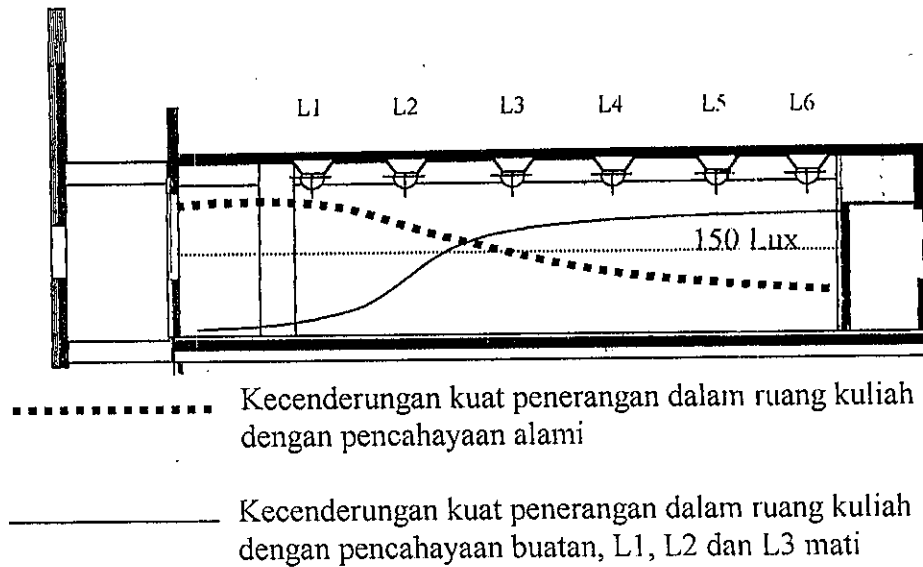 L1 L2 L3 L4 L5 L6
150 Lux
Kecenderungan kuat penerangan dalam ruang kuliah
dengan pencahayaan alami
Kecenderungan kuat penerangan dalam ruang kuliah
dengan pencahayaan buatan, L1, L2 dan L3 mati